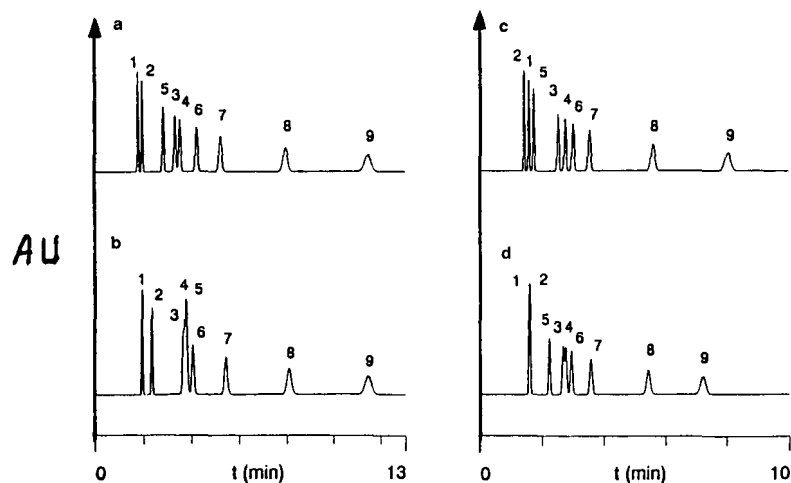 a
1 2
5 3 4 6 7 8 9
c
2 1 5
3 4 6 7 8 9
AU
b
1 2 4 5
3 6 7 8 9
d
1 2
5 3 4 6 7 8 9
0 t (min) 13
0 t (min) 10